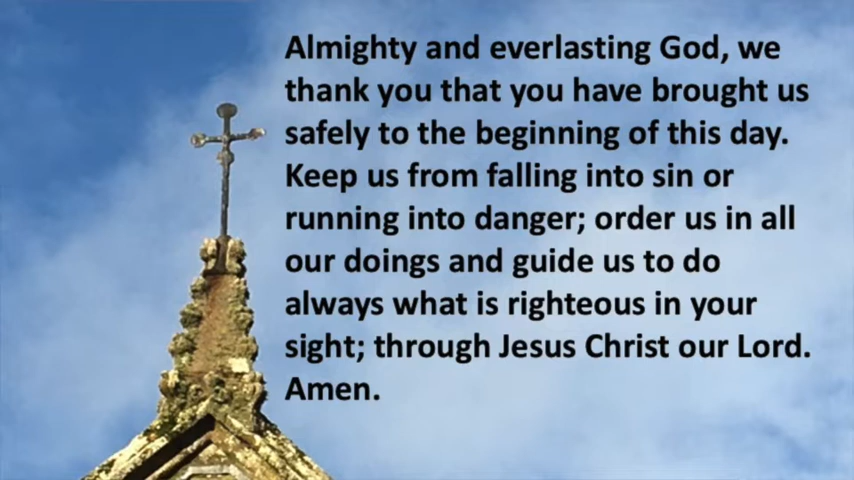 Almighty and everlasting God, we
thank you that you have brought us
safely to the beginning of this day.
Keep us from falling into sin or
running into danger; order us in all
our doings and guide us to do
always what is righteous in your
sight; through Jesus Christ our Lord.
Amen.